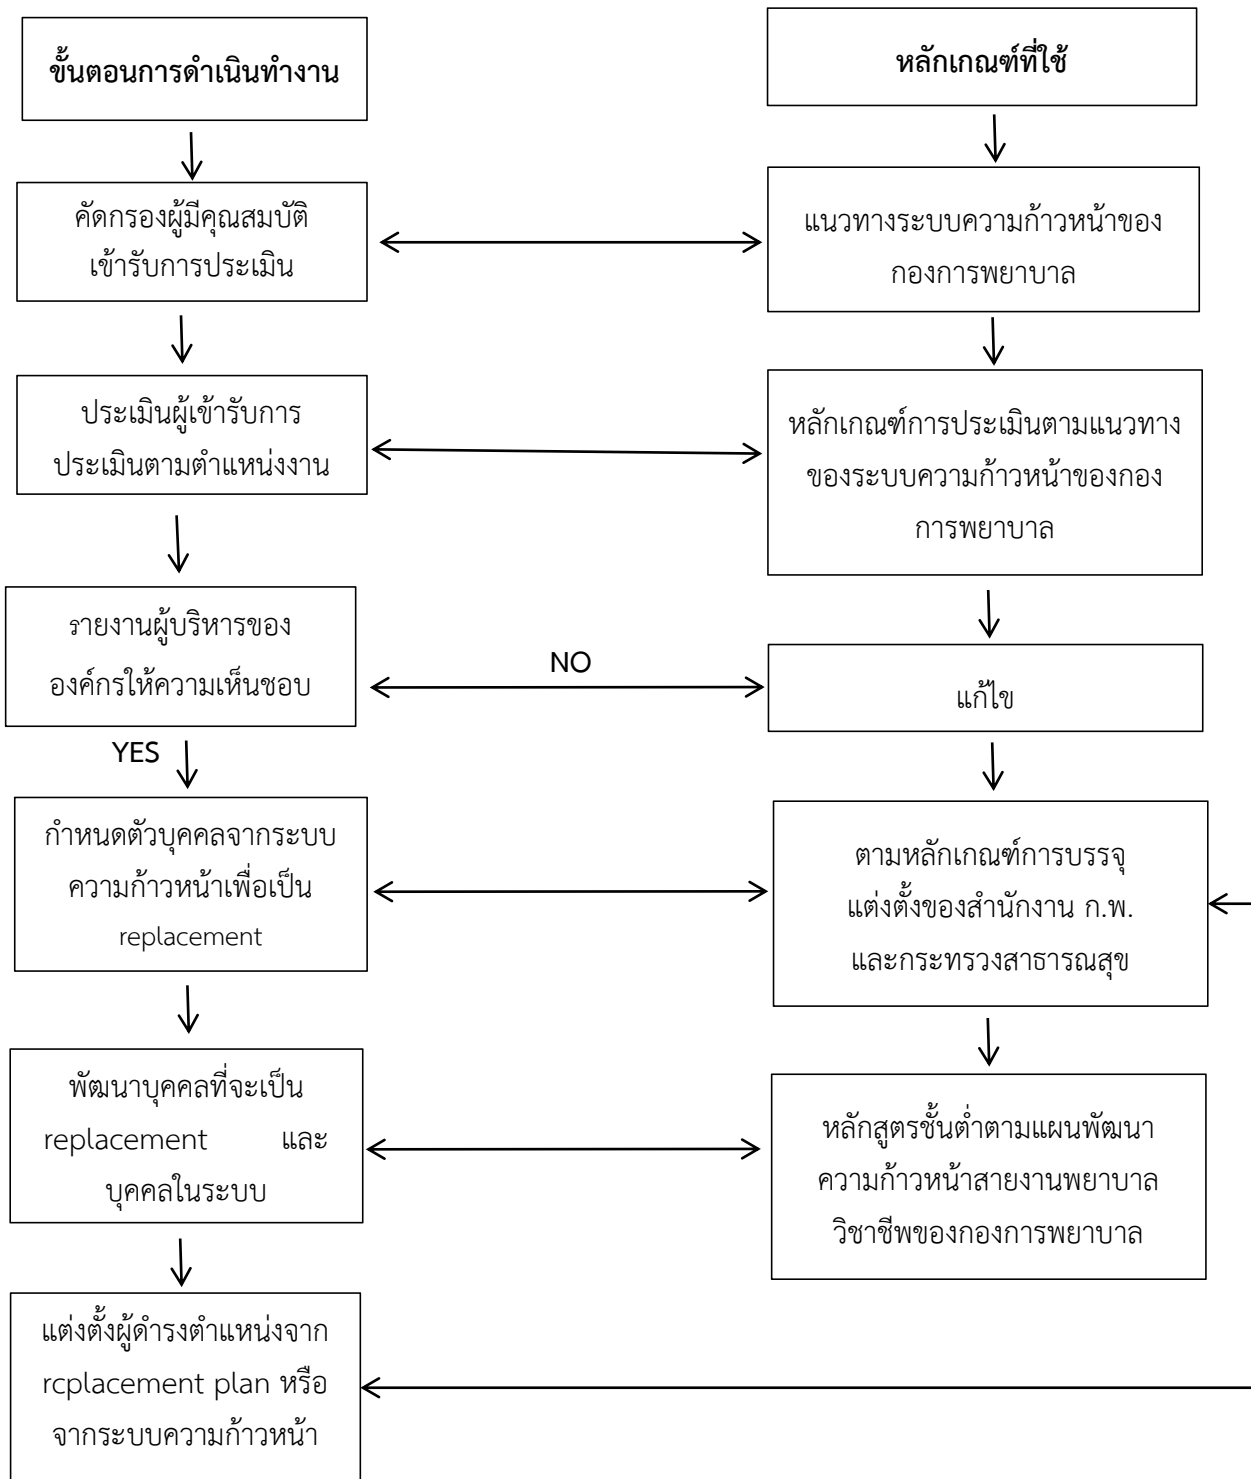 ขั้นตอนการดำเนินทำงาน
หลักเกณฑ์ที่ใช้
คัดกรองผู้มีคุณสมบัติ
เข้ารับการประเมิน
แนวทางระบบความก้าวหน้าของ
กองการพยาบาล
ประเมินผู้เข้ารับการ
ประเมินตามตำแหน่งงาน
หลักเกณฑ์การประเมินตามแนวทาง
ของระบบความก้าวหน้าของกอง
การพยาบาล
รายงานผู้บริหารของ
องค์กรให้ความเห็นชอบ
NO
แก้ไข
YES
กำหนดตัวบุคคลจากระบบ
ความก้าวหน้าเพื่อเป็น
replacement
ตามหลักเกณฑ์การบรรจุ
แต่งตั้งของสำนักงาน ก.พ.
และกระทรวงสาธารณสุข
พัฒนาบุคคลที่จะเป็น
replacement และ
บุคคลในระบบ
หลักสูตรชั้นต่ำตามแผนพัฒนา
ความก้าวหน้าสายงานพยาบาล
วิชาชีพของกองการพยาบาล
แต่งตั้งผู้ดำรงตำแหน่งจาก
rcplacement plan หรือ
จากระบบความก้าวหน้า